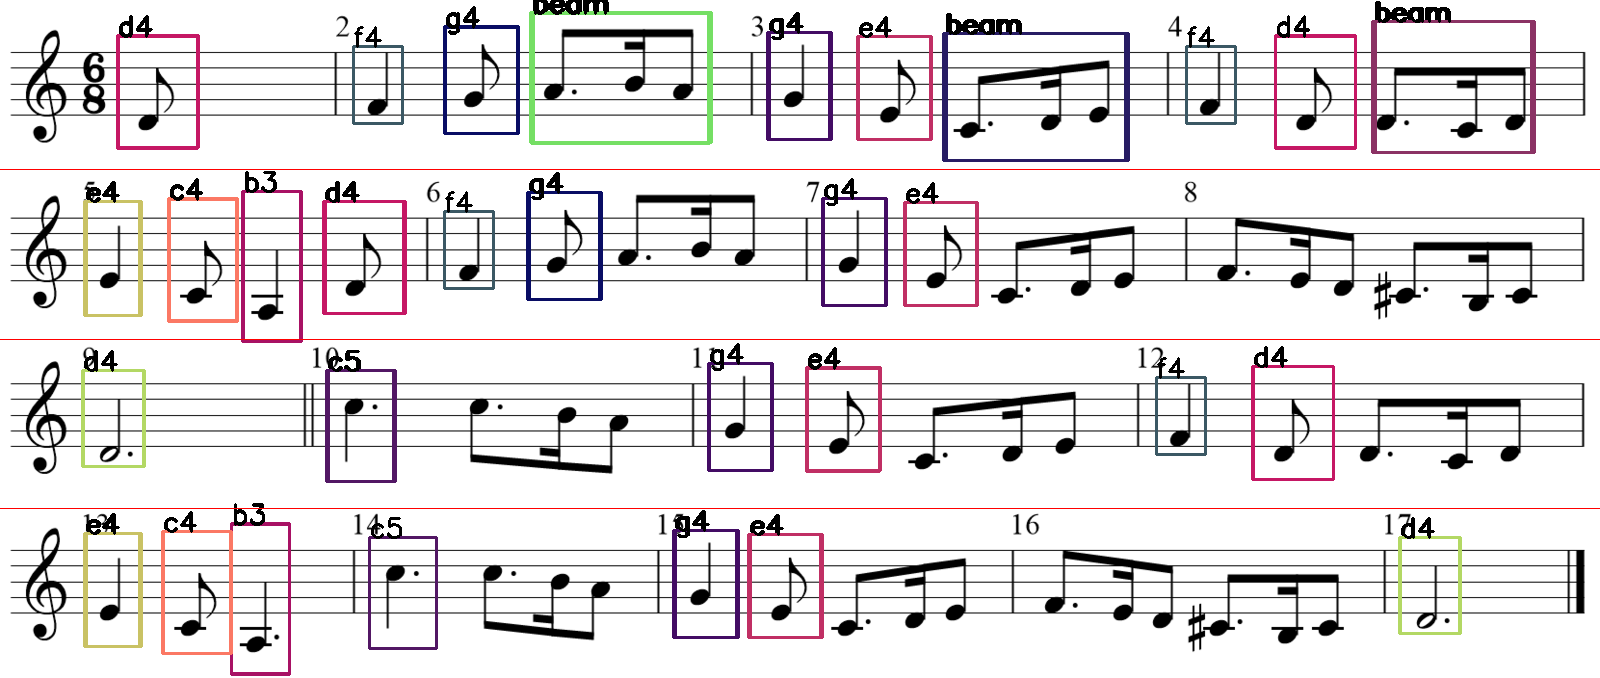 d4 2 f4 g4 beam 3 g4 e4 beam 4 f4 d4 beam
6
8
5 e4 c4 b3 d4 6 f4 g4 7 g4 e4 8
9 d4 10 c5 11 g4 e4 12 f4 d4
13 e4 c4 b3 14 c5 15 g4 e4 16 17 d4